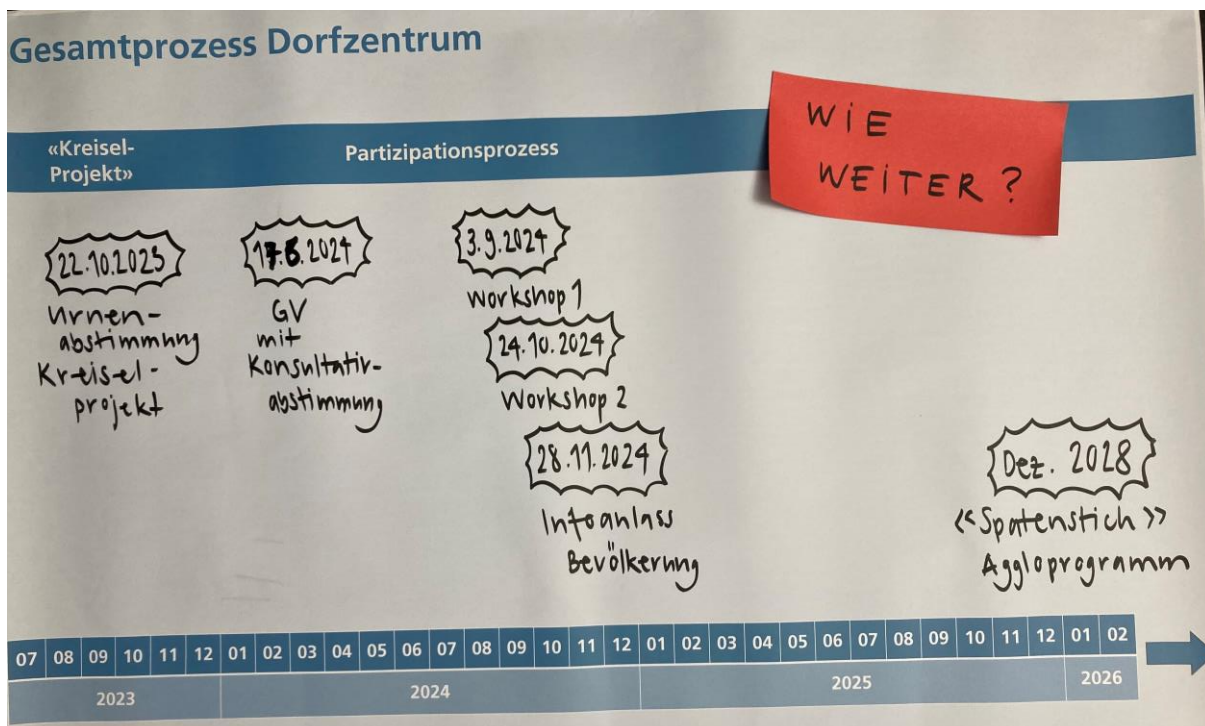 Gesamtprozess Dorfzentrum
«Kreisel-
Projekt»
Partizipationsprozess
WIE
WEITER?
22.10.2023
Urnen-
abstimmung
Kreisel-
projekt
17.6.2024
GV
mit
Konsultativ-
abstimmung
3.9.2024
Workshop 1
24.10.2024
Workshop 2
28.11.2024
Infoanlass
Bevölkerung
Dez. 2028
«Spatenstich»
Aggloprogramm
07 08 09 10 11 12 01 02 03 04 05 06 07 08 09 10 11 12 01 02 03 04 05 06 07 08 09 10 11 12 01 02
2023 2024 2025 2026